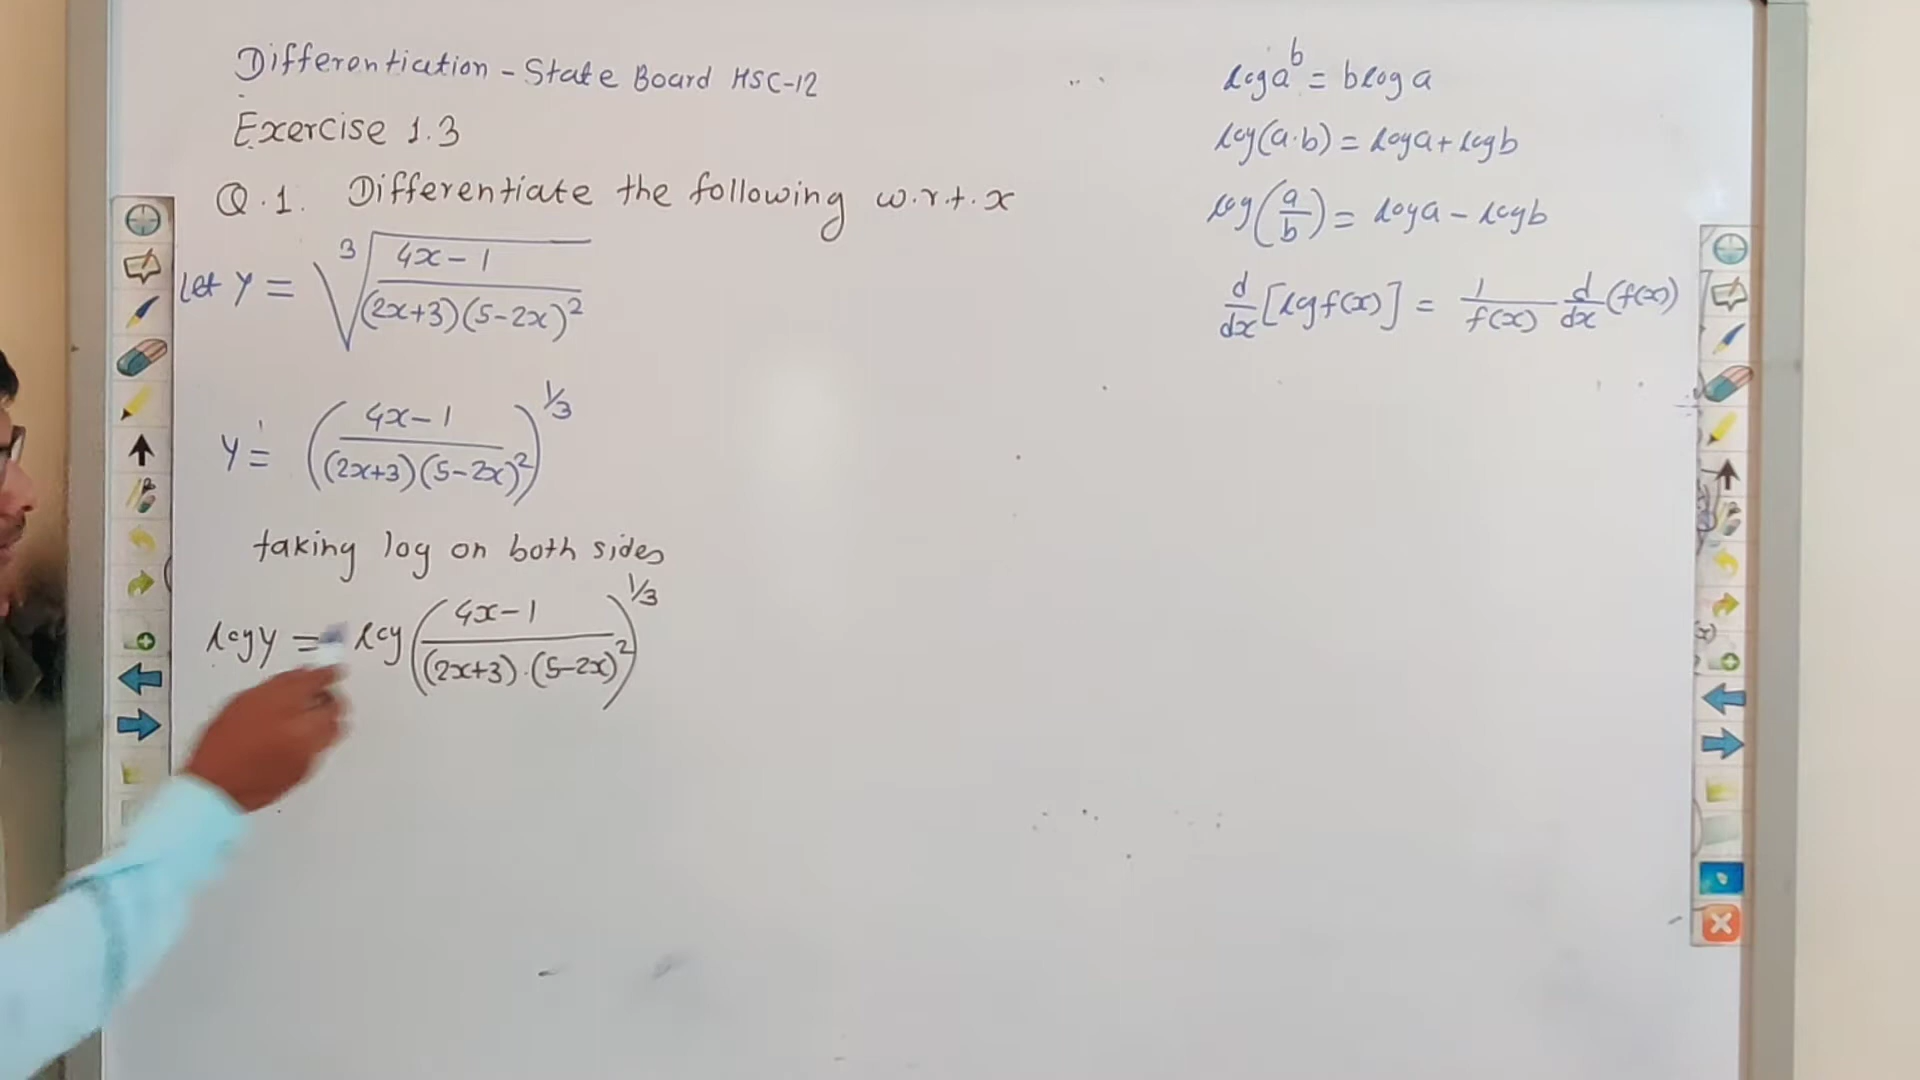 Differentiation - State Board HSC-12
Exercise 1.3
Q.1. Differentiate the following w.r.t. x
Let y = ∛((4x-1)/((2x+3)(5-2x)²))
y = ((4x-1)/((2x+3)(5-2x)²))^1/3
taking log on both sides
log y = log((4x-1)/((2x+3)·(5-2x)²))^1/3
log a^b = b log a
log(a·b) = log a + log b
log(a/b) = log a - log b
d/dx [log f(x)] = 1/f(x) d/dx (f(x))